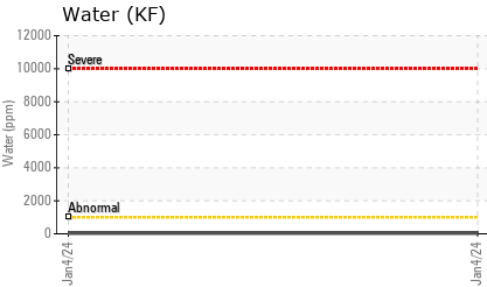 Water (KF)
12000
10000
8000
6000
4000
2000
0
Water (ppm)
Severe
Abnormal
Jan4/24
Jan4/24